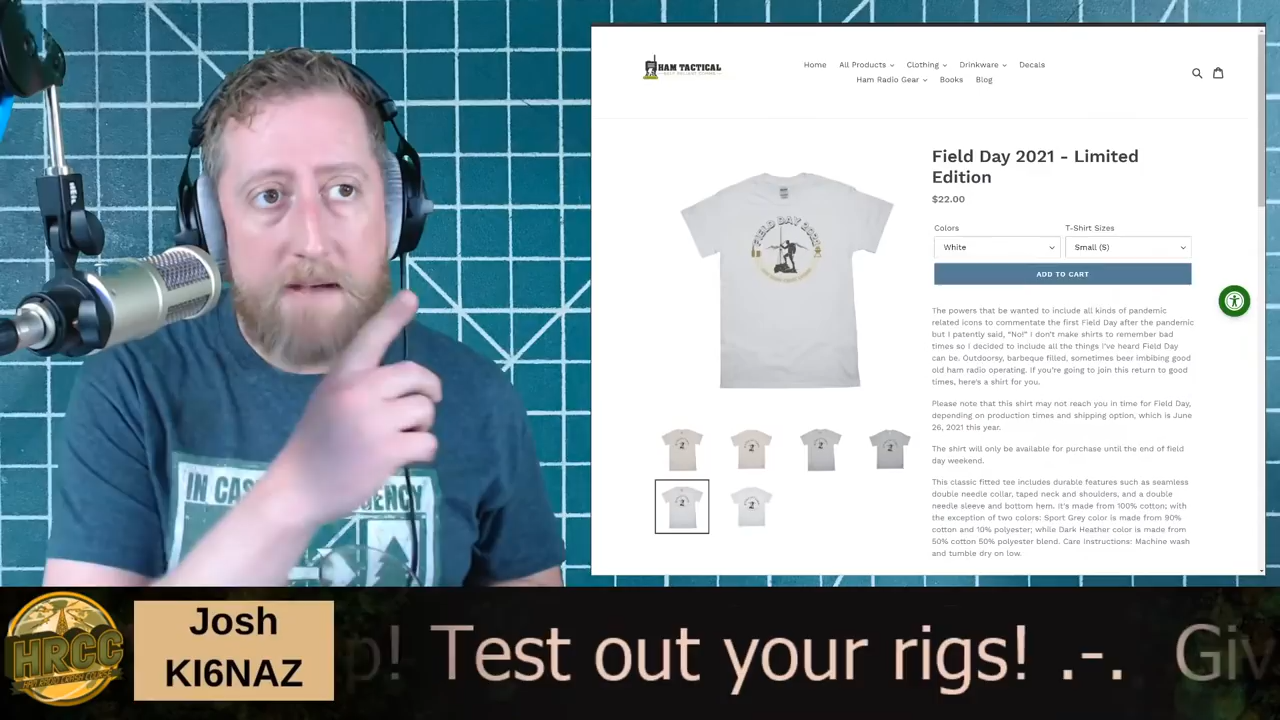 HAM TACTICAL
Home
All Products
Clothing
Drinkware
Decals
Ham Radio Gear
Books
Blog
Field Day 2021 - Limited
Edition
$22.00
Colors
T-Shirt Sizes
White
Small (S)
ADD TO CART
FIELD DAY 2021
The powers that be wanted to include all kinds of pandemic
related icons to commentate the first Field Day after the pandemic
but I patently said, "No!" I don't make shirts to remember bad
times so I decided to include all the things I've heard Field Day
can be. Outdoorsy, barbeque filled, sometimes beer imbibing good
old ham radio operating. If you're going to join this return to good
times, here's a shirt for you.
Please note that this shirt may not reach you in time for Field Day,
depending on production times and shipping option, which is June
26, 2021 this year.
The shirt will only be available for purchase until the end of field
day weekend.
This classic fitted tee includes durable features such as seamless
double needle collar, taped neck and shoulders, and a double
needle sleeve and bottom hem. It's made from 100% cotton; with
the exception of two colors: Sport Grey color is made from 90%
cotton and 10% polyester; while Dark Heather color is made from
50% cotton 50% polyester blend. Care Instructions: Machine wash
and tumble dry on low.
IN CAS
GENCY
HRCC
HAM RADIO CRASH COURSE
Josh
KI6NAZ
p! Test out your rigs! .-. Giv